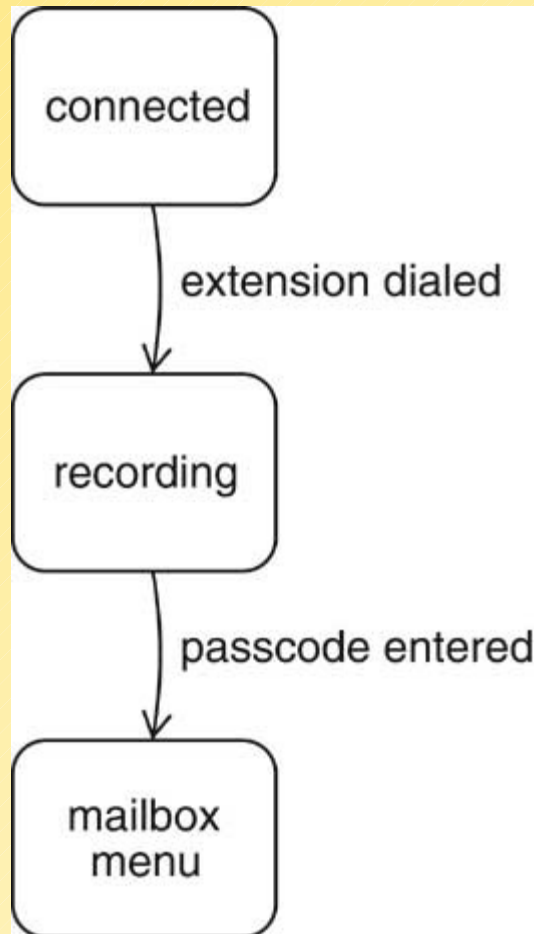 connected
extension dialed
recording
passcode entered
mailbox
menu